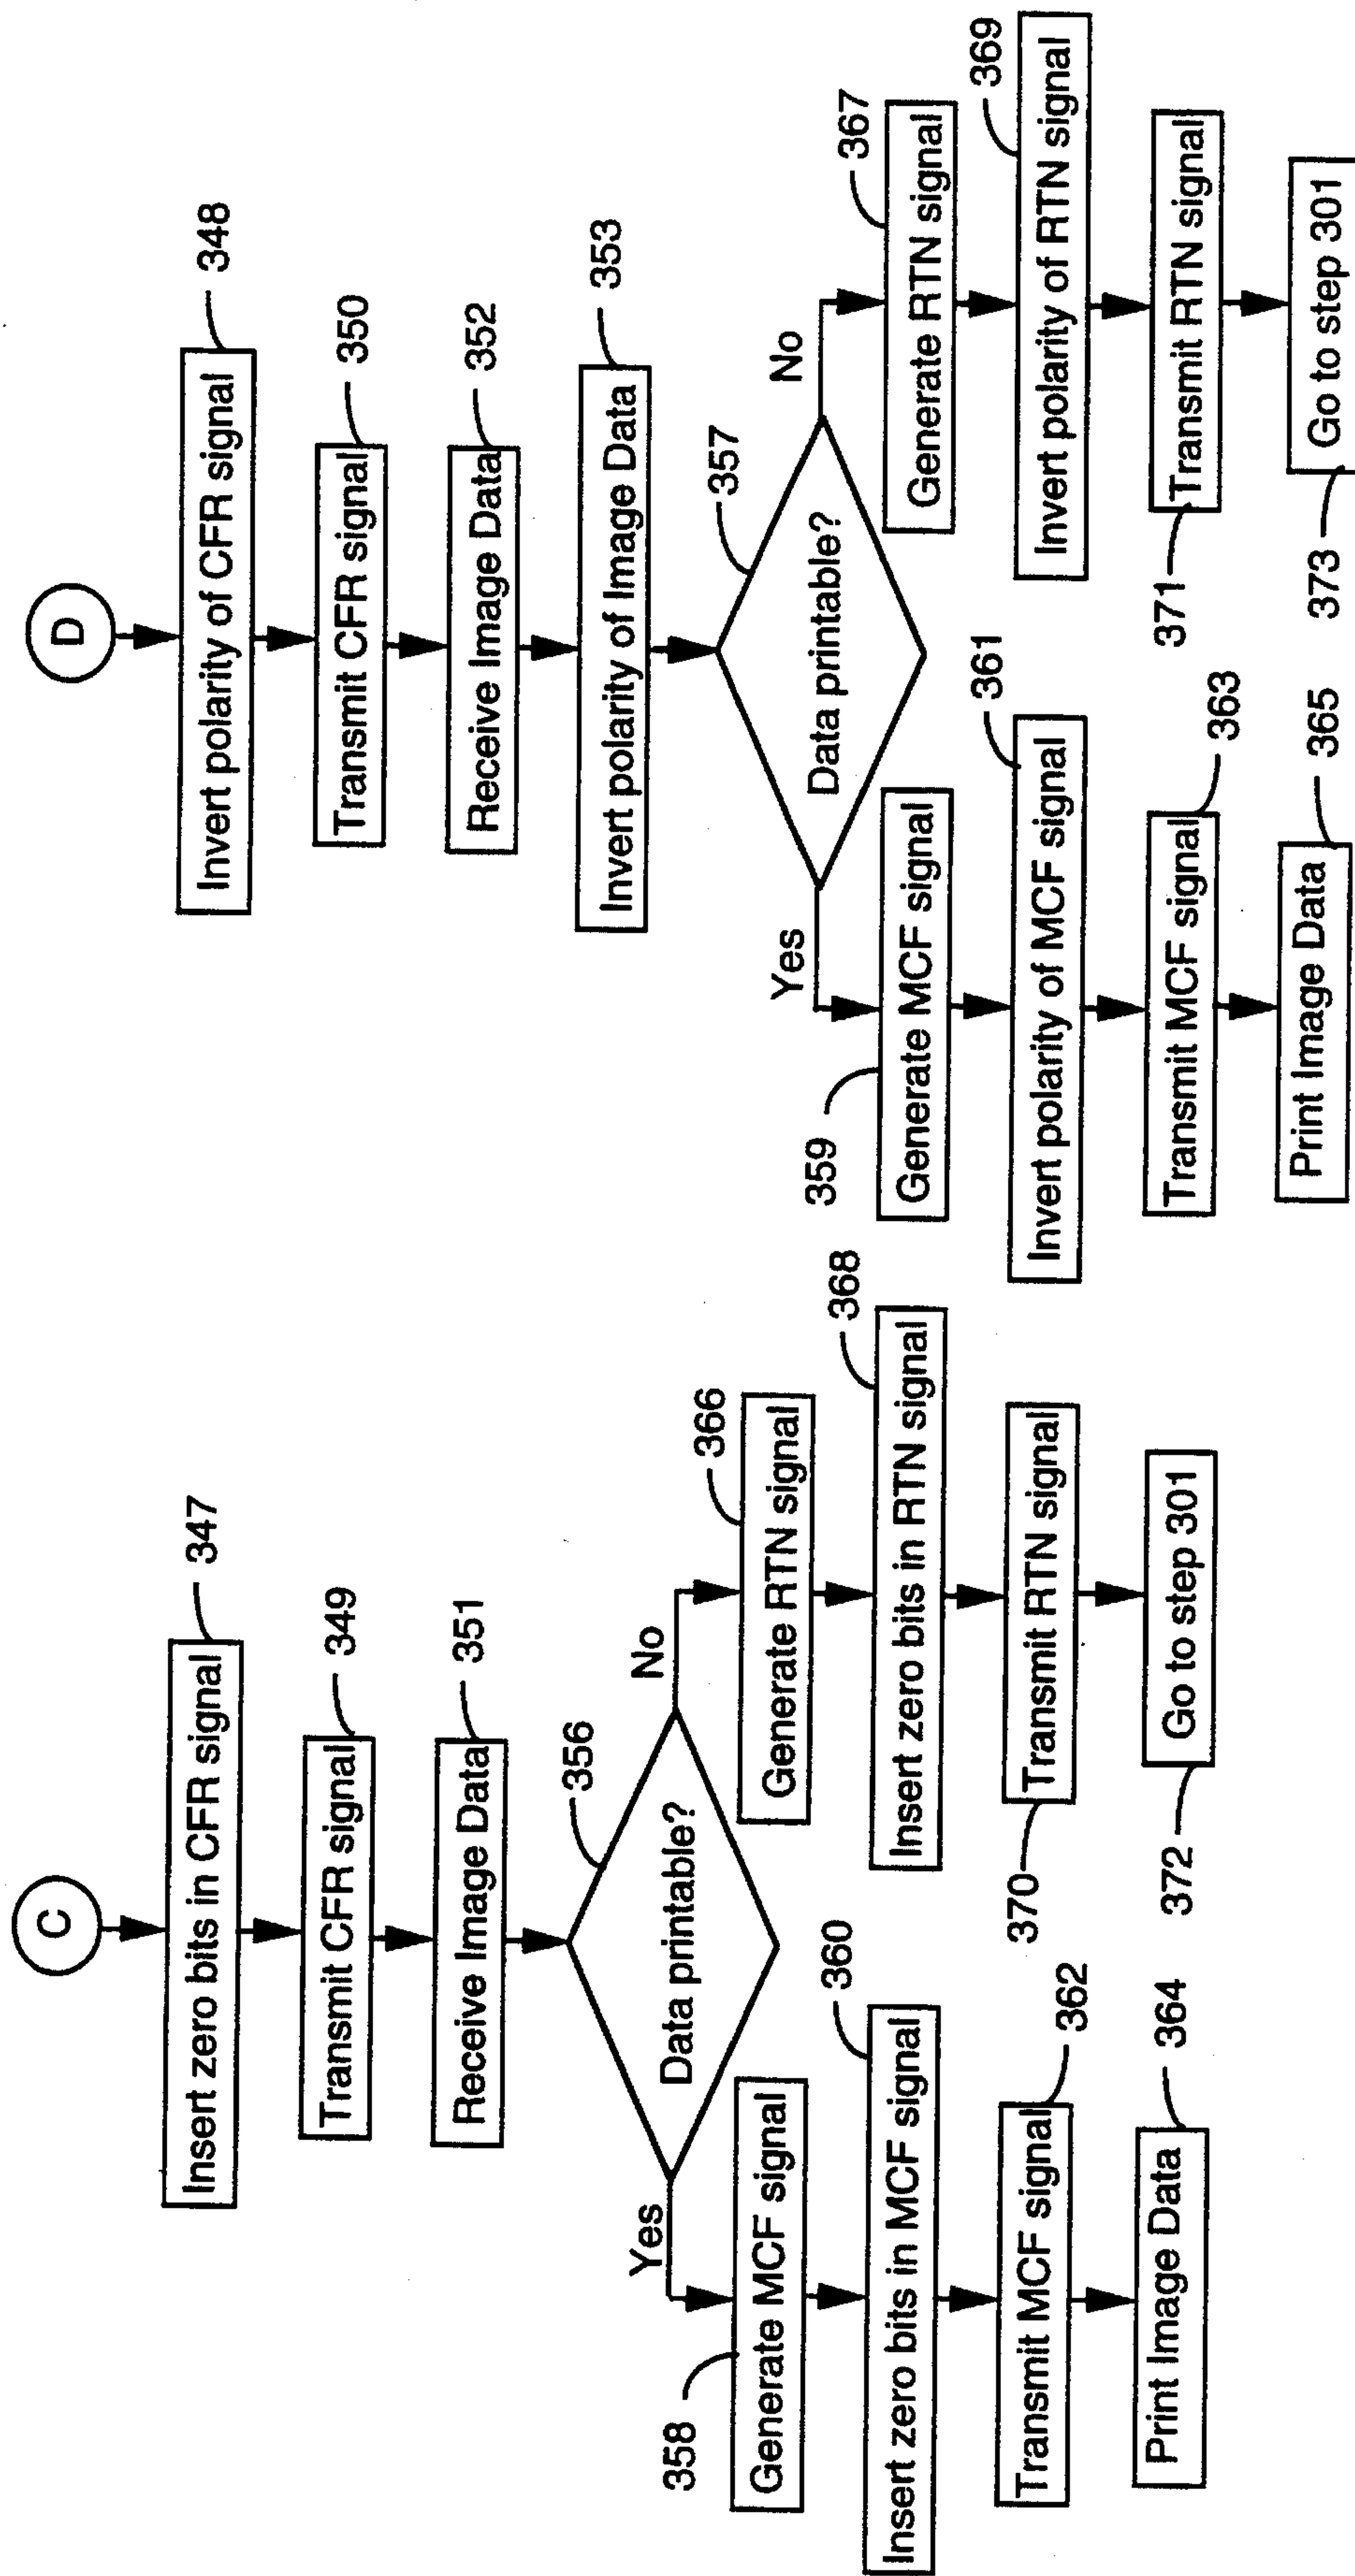 C
Insert zero bits in CFR signal
347
Transmit CFR signal
349
Receive Image Data
351
Data printable?
356
Yes
No
358
Generate MCF signal
Insert zero bits in MCF signal
360
Transmit MCF signal
362
Print Image Data
364
Generate RTN signal
366
Insert zero bits in RTN signal
368
370
Transmit RTN signal
372
Go to step 301
D
Invert polarity of CFR signal
348
Transmit CFR signal
350
Receive Image Data
352
Invert polarity of Image Data
353
Data printable?
357
Yes
No
359
Generate MCF signal
Invert polarity of MCF signal
361
Transmit MCF signal
363
Print Image Data
365
Generate RTN signal
367
Invert polarity of RTN signal
369
371
Transmit RTN signal
373
Go to step 301